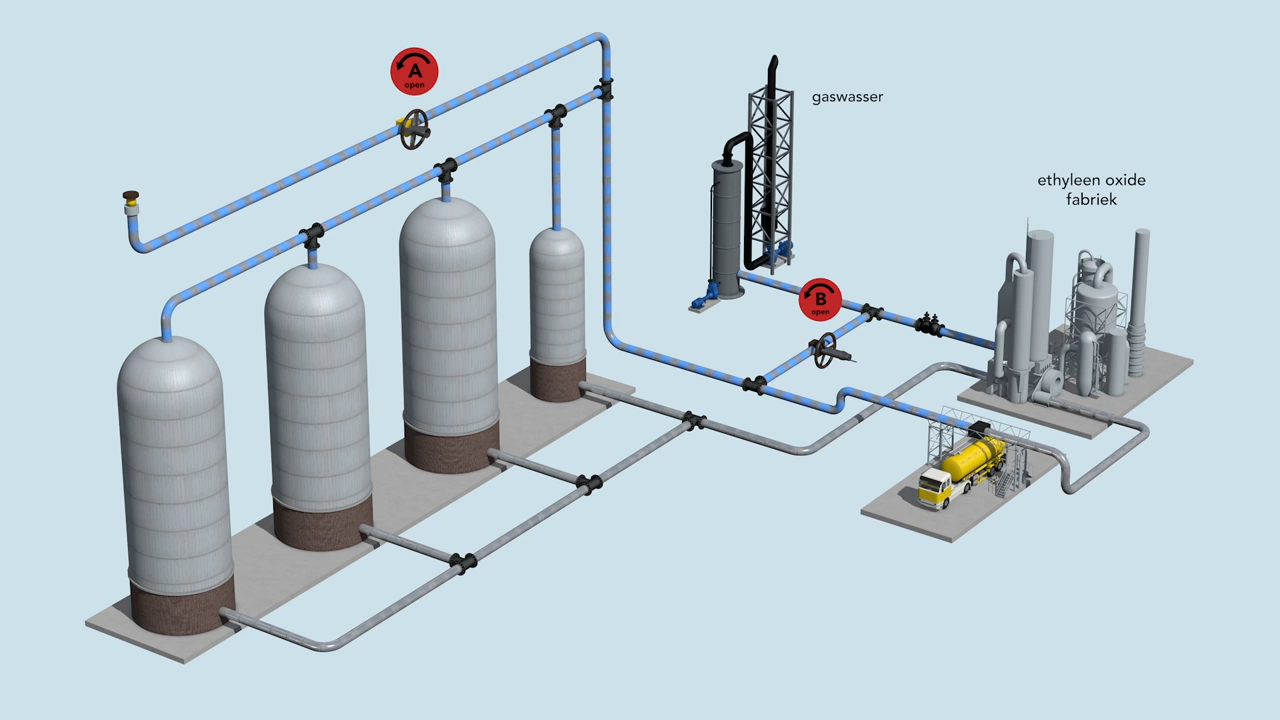 A
open
gaswasser
ethyleen oxide
fabriek
B
open